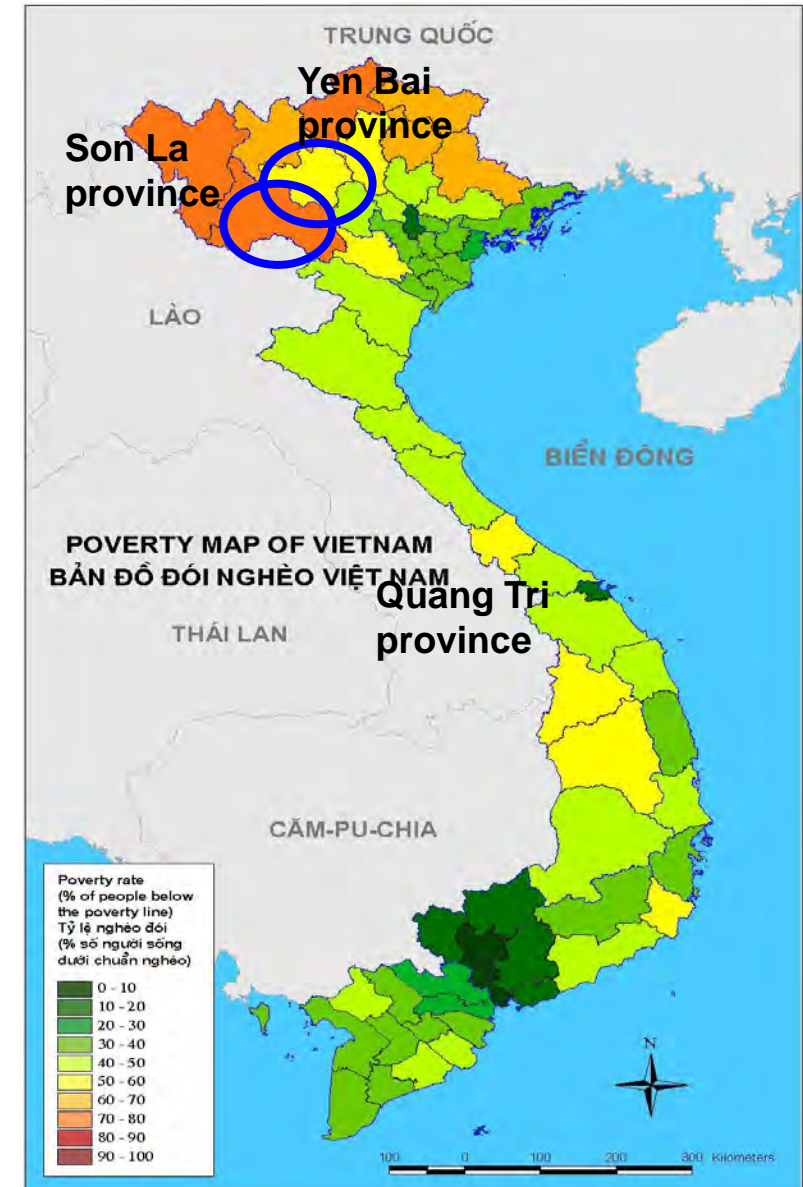 TRUNG QUỐC
Yen Bai
province
Son La
province
LÀO
BIỂN ĐÔNG
POVERTY MAP OF VIETNAM
BẢN ĐỒ ĐÓI NGHÈO VIỆT NAM
Quang Tri
province
THÁI LAN
CĂM-PU-CHIA
Poverty rate
(% of people below
the poverty line)
Tỷ lệ nghèo đói
(% số người sống
dưới chuẩn nghèo)
0 - 10
10 - 20
20 - 30
30 - 40
40 - 50
50 - 60
60 - 70
70 - 80
80 - 90
90 - 100
N
100 0 100 200 300 Kilometers